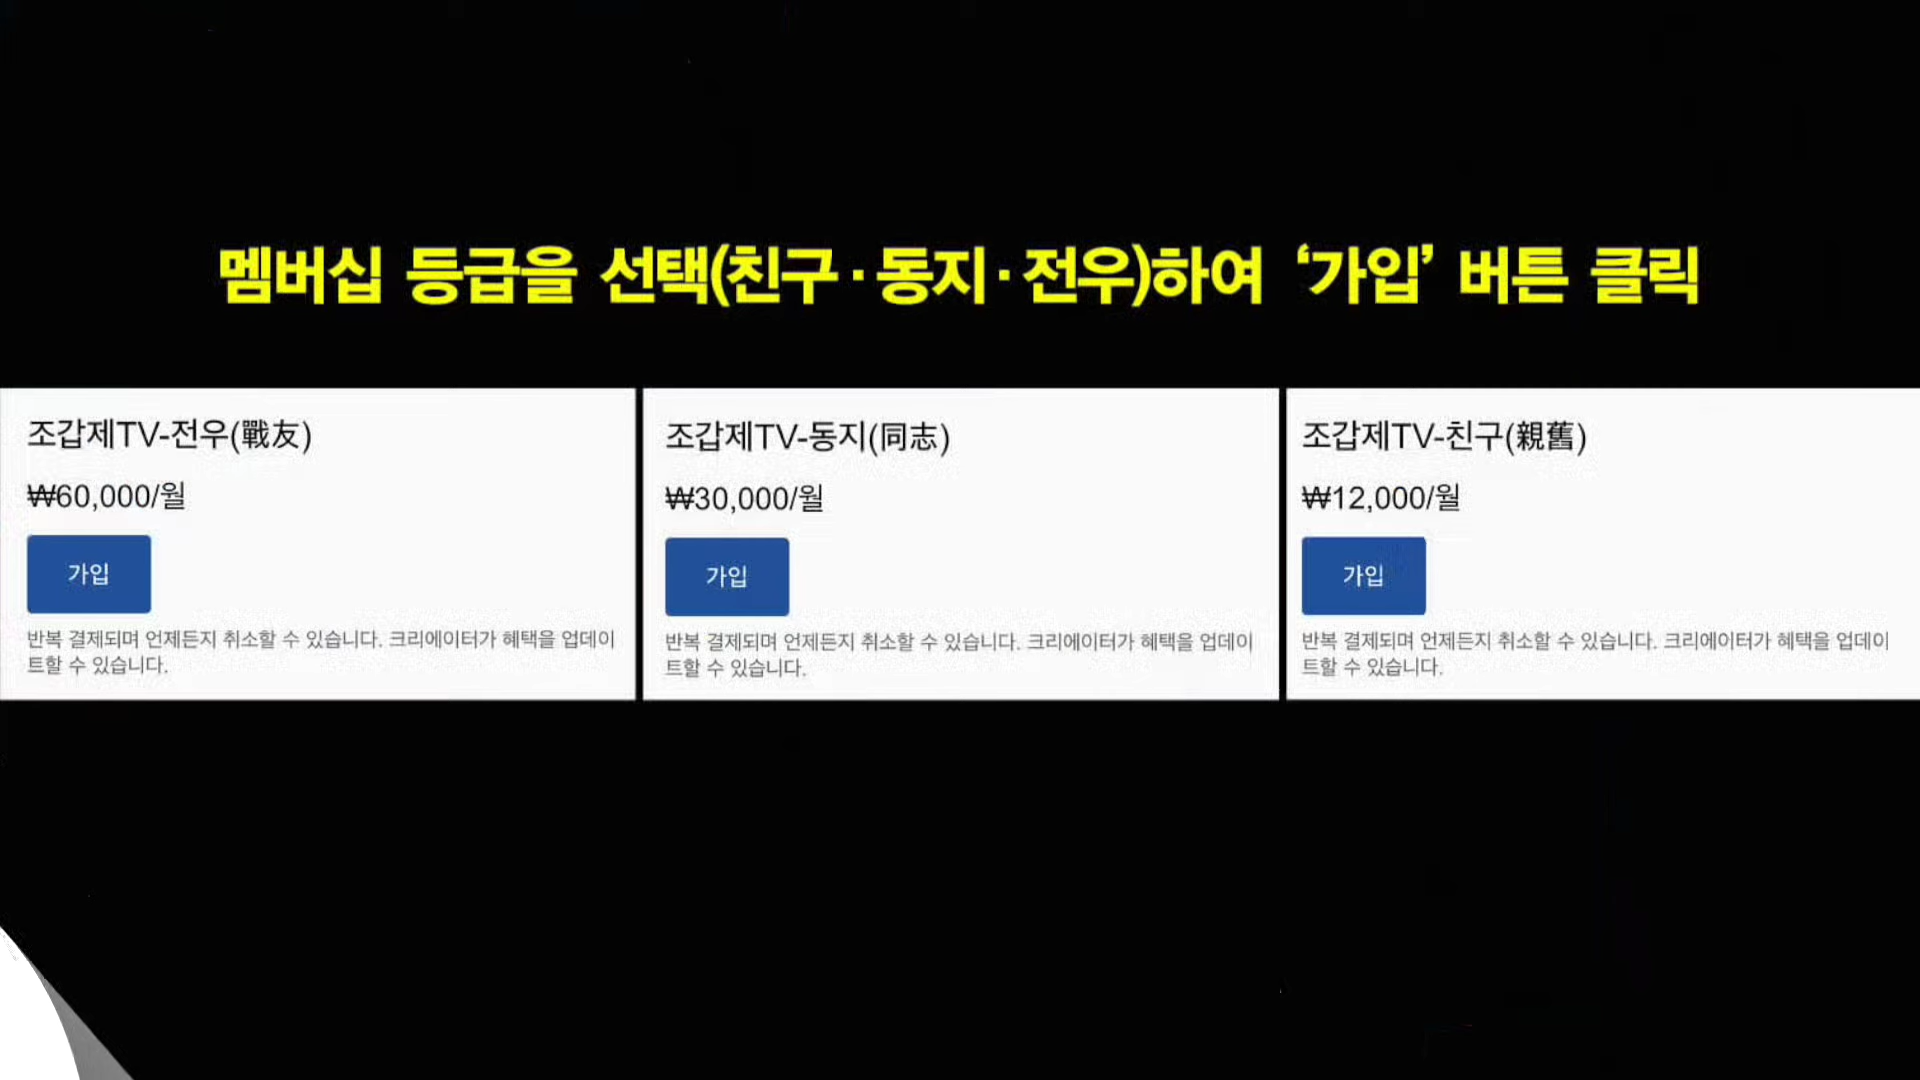 멤버십 등급을 선택(친구·동지·전우)하여 ‘가입’ 버튼 클릭
조갑제TV-전우(戰友)
₩60,000/월
가입
반복 결제되며 언제든지 취소할 수 있습니다. 크리에이터가 혜택을 업데이
트할 수 있습니다.
조갑제TV-동지(同志)
₩30,000/월
가입
반복 결제되며 언제든지 취소할 수 있습니다. 크리에이터가 혜택을 업데이
트할 수 있습니다.
조갑제TV-친구(親舊)
₩12,000/월
가입
반복 결제되며 언제든지 취소할 수 있습니다. 크리에이터가 혜택을 업데이
트할 수 있습니다.